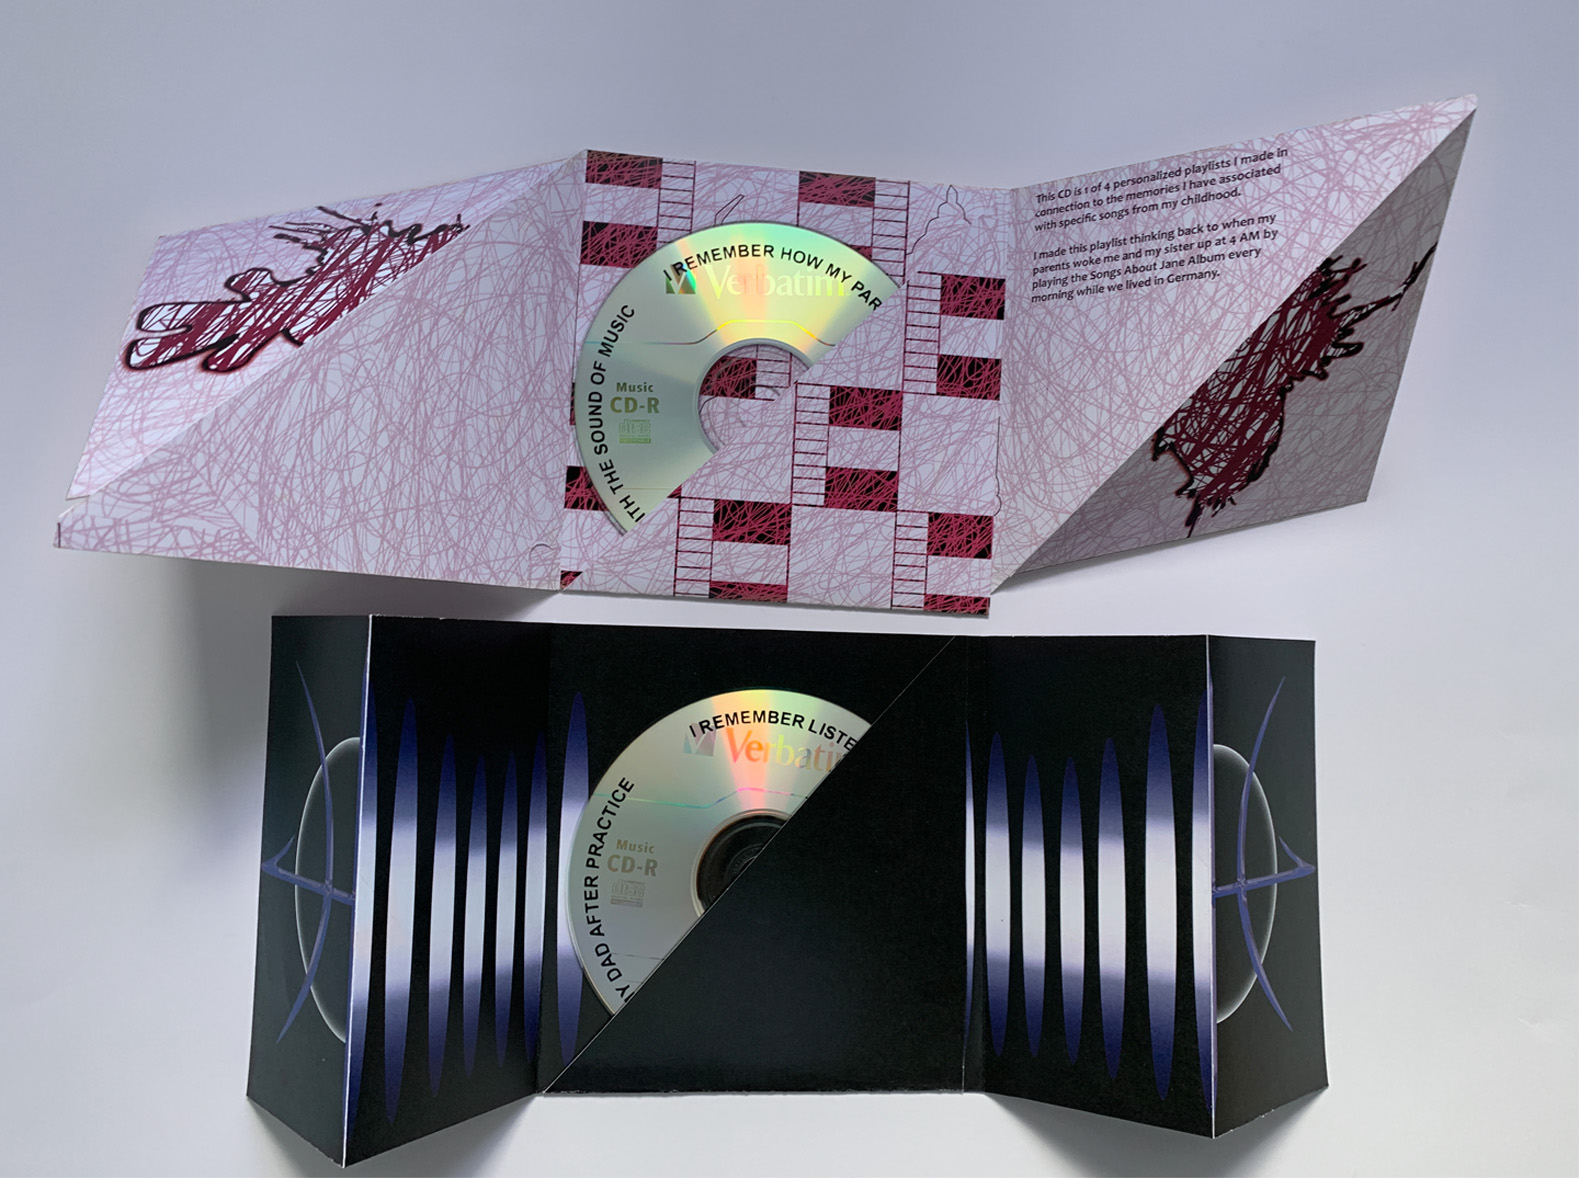 This CD is 1 of 4 personalized playlists I made in
connection to the memories I have associated
with specific songs from my childhood.
I made this playlist thinking back to when my
parents woke me and my sister up at 4 AM by
playing the Songs About Jane Album every
morning while we lived in Germany.
I REMEMBER HOW MY PAR
Verbatim
ITH THE SOUND OF MUSIC
Music
CD-R
I REMEMBER LISTE
Verbati
Y DAD AFTER PRACTICE
Music
CD-R